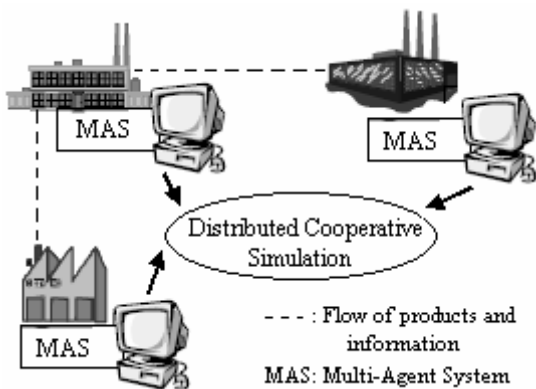 MAS
MAS
Distributed Cooperative
Simulation
MAS
- - - : Flow of products and
information
MAS: Multi-Agent System